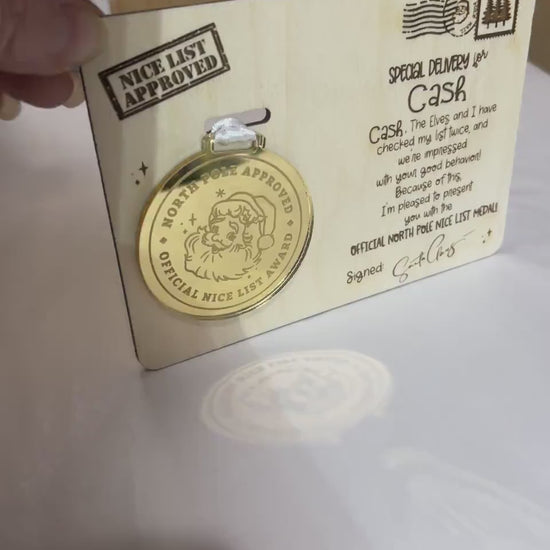 NICE LIST
APPROVED
NORTH POLE APPROVED
OFFICIAL NICE LIST AWARD
SPECIAL DELIVERY for
Cash
Cash, The Elves and I have
checked my list twice, and
we're impressed
with your good behavior!
Because of this,
I'm pleased to present
you with the
OFFICIAL NORTH POLE NICE LIST MEDAL!
Signed: Santa Claus